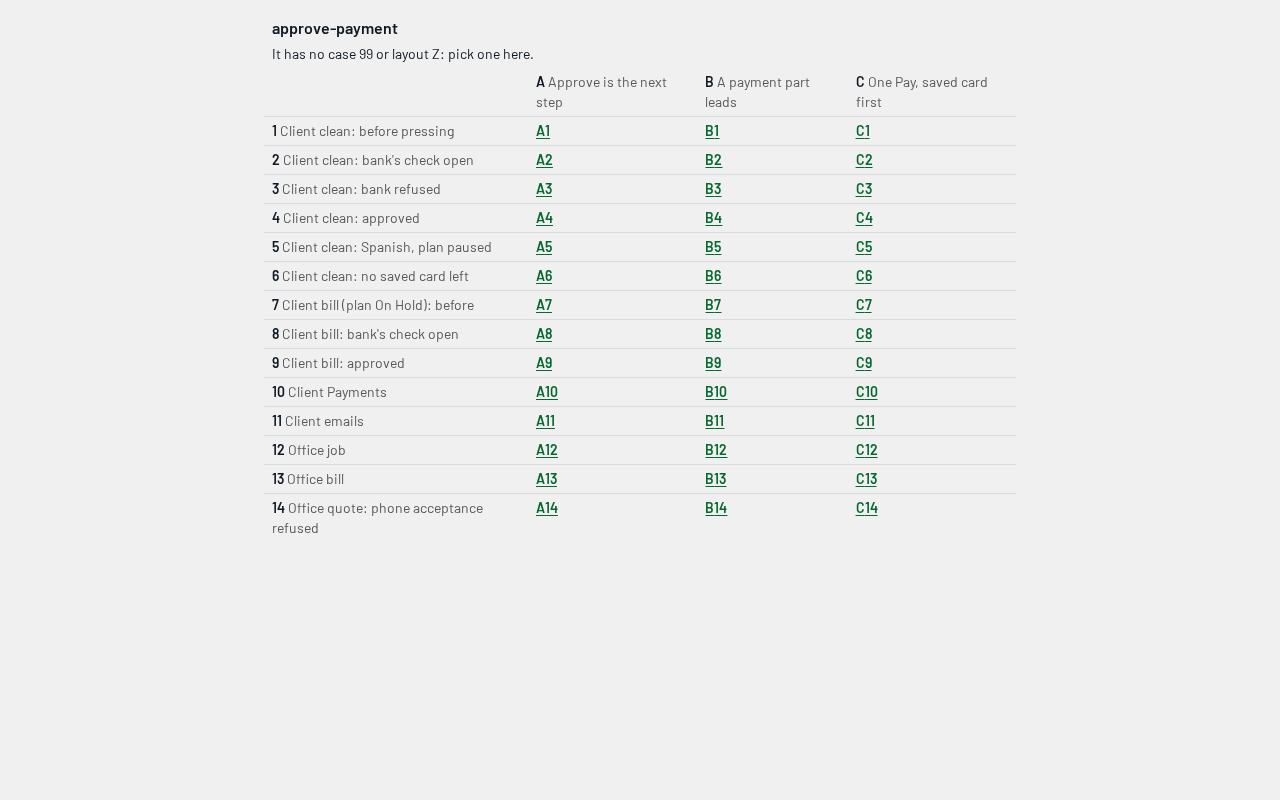 approve-payment
It has no case 99 or layout Z: pick one here.
A Approve is the next step
B A payment part leads
C One Pay, saved card first
1 Client clean: before pressing A1 B1 C1
2 Client clean: bank's check open A2 B2 C2
3 Client clean: bank refused A3 B3 C3
4 Client clean: approved A4 B4 C4
5 Client clean: Spanish, plan paused A5 B5 C5
6 Client clean: no saved card left A6 B6 C6
7 Client bill (plan On Hold): before A7 B7 C7
8 Client bill: bank's check open A8 B8 C8
9 Client bill: approved A9 B9 C9
10 Client Payments A10 B10 C10
11 Client emails A11 B11 C11
12 Office job A12 B12 C12
13 Office bill A13 B13 C13
14 Office quote: phone acceptance refused A14 B14 C14